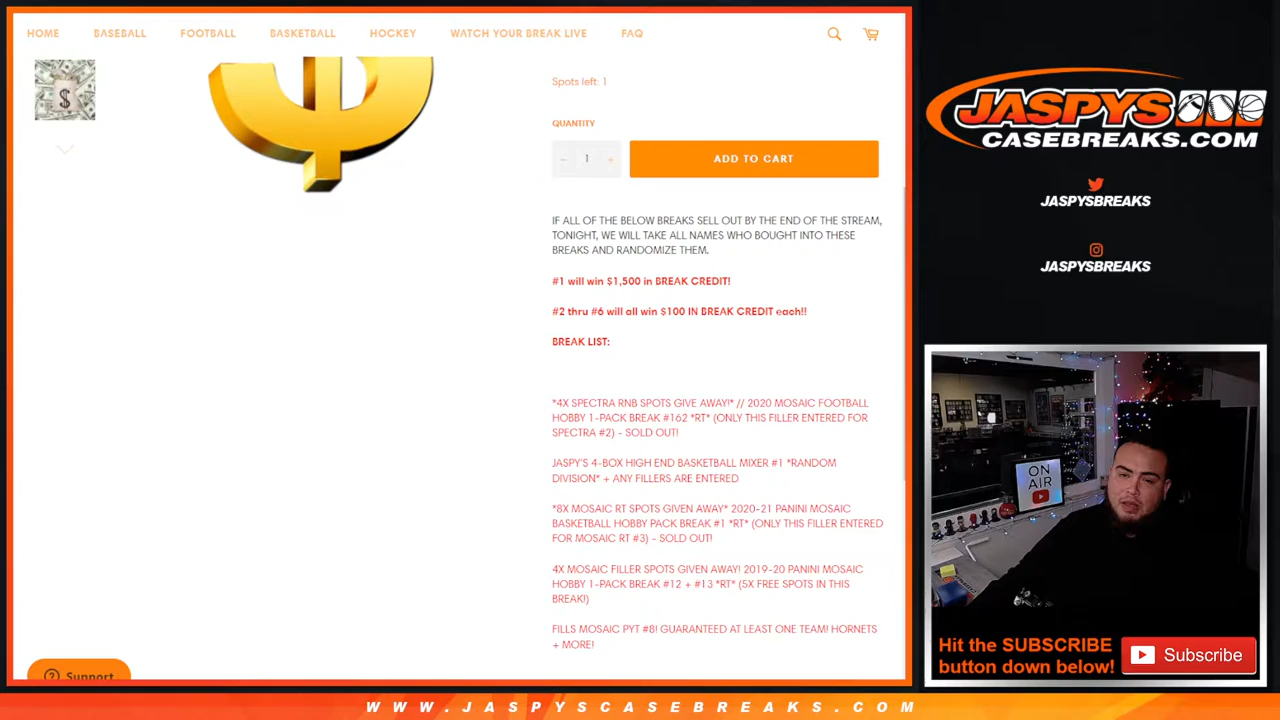 HOME BASEBALL FOOTBALL BASKETBALL HOCKEY WATCH YOUR BREAK LIVE FAQ
Spots left: 1
QUANTITY
− 1 + ADD TO CART
IF ALL OF THE BELOW BREAKS SELL OUT BY THE END OF THE STREAM,
TONIGHT, WE WILL TAKE ALL NAMES WHO BOUGHT INTO THESE
BREAKS AND RANDOMIZE THEM.
#1 will win $1,500 in BREAK CREDIT!
#2 thru #6 will all win $100 IN BREAK CREDIT each!!
BREAK LIST:
*4X SPECTRA RNB SPOTS GIVE AWAY!* // 2020 MOSAIC FOOTBALL
HOBBY 1-PACK BREAK #162 *RT* (ONLY THIS FILLER ENTERED FOR
SPECTRA #2) - SOLD OUT!
JASPY'S 4-BOX HIGH END BASKETBALL MIXER #1 *RANDOM
DIVISION* + ANY FILLERS ARE ENTERED
*8X MOSAIC RT SPOTS GIVEN AWAY* 2020-21 PANINI MOSAIC
BASKETBALL HOBBY PACK BREAK #1 *RT* (ONLY THIS FILLER ENTERED
FOR MOSAIC RT #3) - SOLD OUT!
4X MOSAIC FILLER SPOTS GIVEN AWAY! 2019-20 PANINI MOSAIC
HOBBY 1-PACK BREAK #12 + #13 *RT* (5X FREE SPOTS IN THIS
BREAK!)
FILLS MOSAIC PYT #8! GUARANTEED AT LEAST ONE TEAM! HORNETS
+ MORE!
? Support
JASPYS
CASEBREAKS.COM
JASPYSBREAKS
JASPYSBREAKS
ON
AIR
Hit the SUBSCRIBE
button down below!
Subscribe
WWW.JASPYSCASEBREAKS.COM